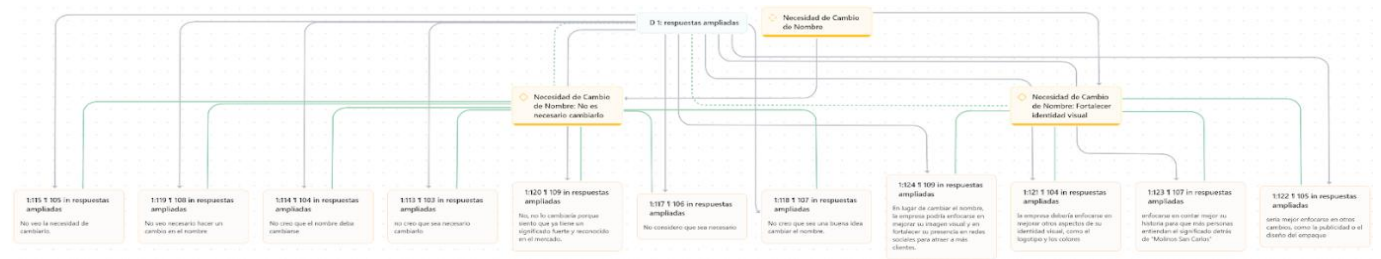 D 1: respuestas ampliadas
Necesidad de Cambio
de Nombre
Necesidad de Cambio
de Nombre: No es
necesario cambiarlo
Necesidad de Cambio
de Nombre: Fortalecer
identidad visual
1:115 ¶ 105 in respuestas
ampliadas
No veo la necesidad de
cambiarlo.
1:119 ¶ 108 in respuestas
ampliadas
No veo necesario hacer un
cambio en el nombre
1:114 ¶ 104 in respuestas
ampliadas
No creo que el nombre deba
cambiarse
1:113 ¶ 103 in respuestas
ampliadas
no creo que sea necesario
cambiarlo
1:120 ¶ 109 in respuestas
ampliadas
No, no lo cambiaría porque
siento que ya tiene un
significado fuerte y reconocido
en el mercado.
1:117 ¶ 106 in respuestas
ampliadas
No considero que sea necesario
1:118 ¶ 107 in respuestas
ampliadas
No creo que sea una buena idea
cambiar el nombre.
1:124 ¶ 109 in respuestas
ampliadas
En lugar de cambiar el nombre,
la empresa podría enfocarse en
mejorar su imagen visual y en
fortalecer su presencia en redes
sociales para atraer a más
clientes.
1:121 ¶ 104 in respuestas
ampliadas
la empresa debería enfocarse en
mejorar otros aspectos de su
identidad visual, como el
logotipo y los colores
1:123 ¶ 107 in respuestas
ampliadas
enfocarse en contar mejor su
historia para que más personas
entiendan el significado detrás
de "Molinos San Carlos"
1:122 ¶ 105 in respuestas
ampliadas
sería mejor enfocarse en otros
cambios, como la publicidad o el
diseño del empaque